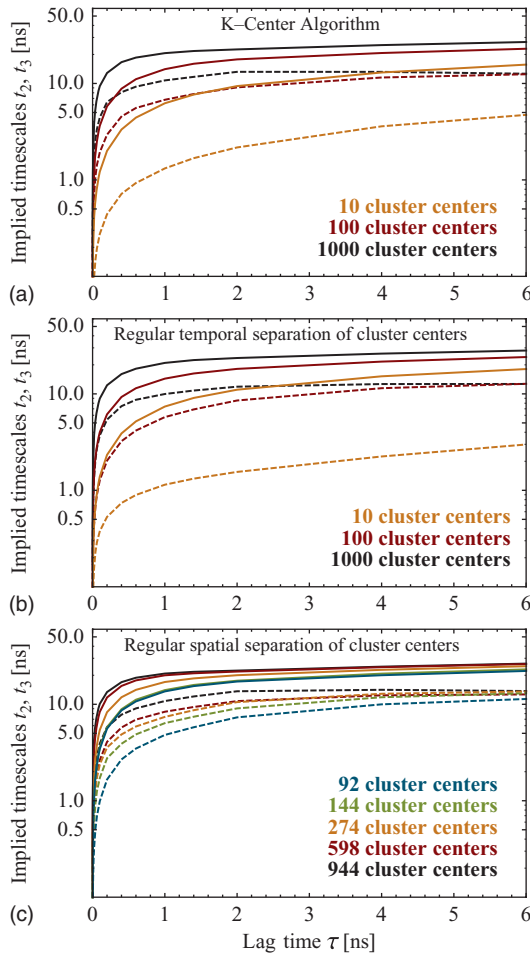 K–Center Algorithm
Implied timescales t2, t3 [ns]
50.0
10.0
5.0
1.0
0.5
10 cluster centers
100 cluster centers
1000 cluster centers
(a)
0 1 2 3 4 5 6
Regular temporal separation of cluster centers
Implied timescales t2, t3 [ns]
50.0
10.0
5.0
1.0
0.5
10 cluster centers
100 cluster centers
1000 cluster centers
(b)
0 1 2 3 4 5 6
Regular spatial separation of cluster centers
Implied timescales t2, t3 [ns]
50.0
10.0
5.0
1.0
0.5
92 cluster centers
144 cluster centers
274 cluster centers
598 cluster centers
944 cluster centers
(c)
0 1 2 3 4 5 6
Lag time τ [ns]